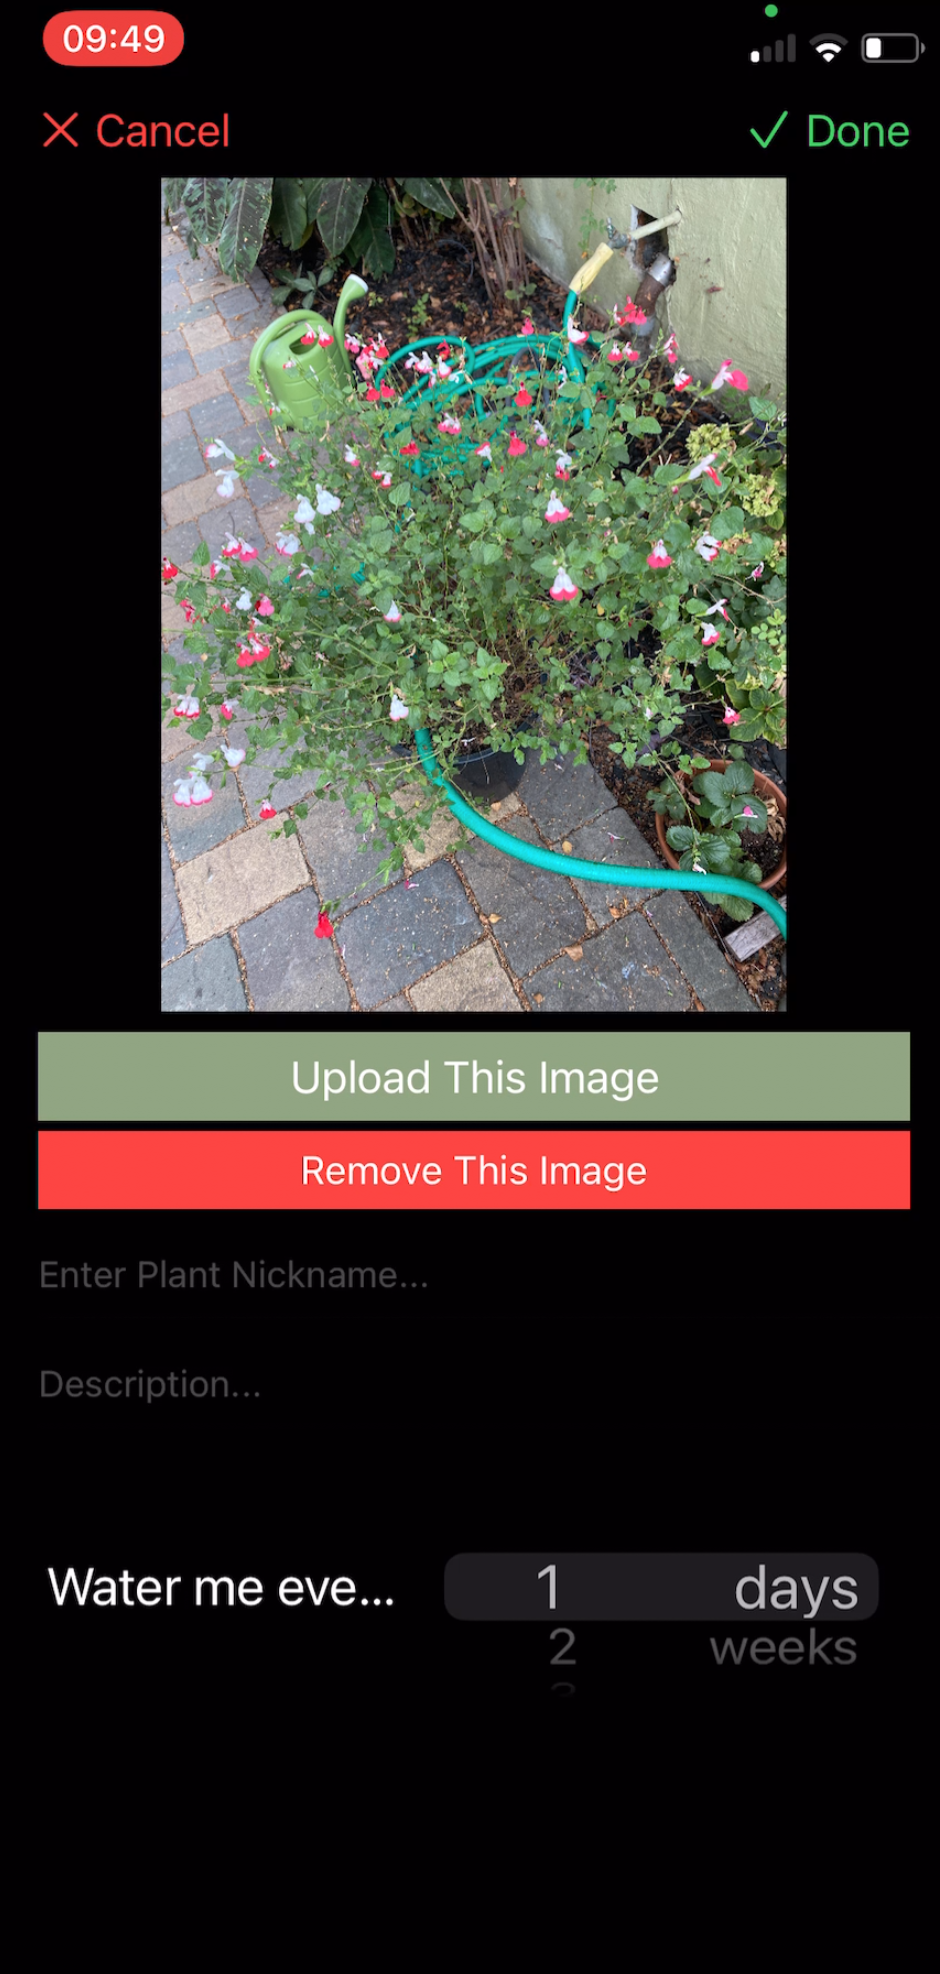 09:49
Cancel
Done
Upload This Image
Remove This Image
Enter Plant Nickname...
Description...
Water me eve...
1 days
2 weeks